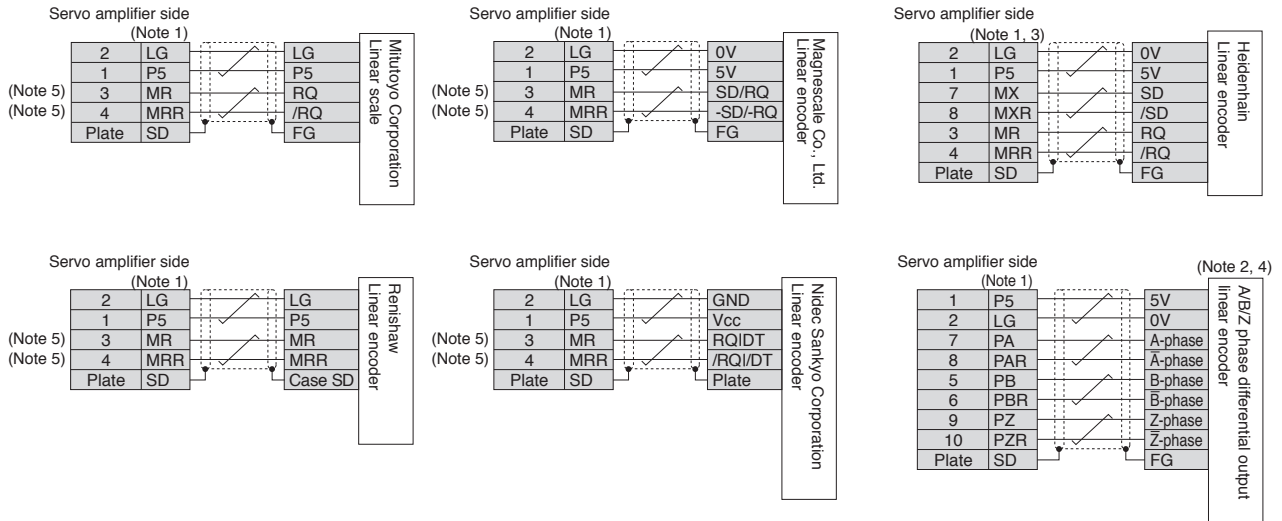 Servo amplifier side
(Note 1)
2 LG LG
1 P5 P5
(Note 5) 3 MR RQ
(Note 5) 4 MRR /RQ
Plate SD FG
Mitutoyo Corporation
Linear scale
Servo amplifier side
(Note 1)
2 LG 0V
1 P5 5V
(Note 5) 3 MR SD/RQ
(Note 5) 4 MRR -SD/-RQ
Plate SD FG
Magnescale Co., Ltd.
Linear encoder
Servo amplifier side
(Note 1, 3)
2 LG 0V
1 P5 5V
7 MX SD
8 MXR /SD
3 MR RQ
4 MRR /RQ
Plate SD FG
Heidenhain
Linear encoder
Servo amplifier side
(Note 1)
2 LG LG
1 P5 P5
(Note 5) 3 MR MR
(Note 5) 4 MRR MRR
Plate SD Case SD
Renishaw
Linear encoder
Servo amplifier side
(Note 1)
2 LG GND
1 P5 Vcc
(Note 5) 3 MR RQIDT
(Note 5) 4 MRR /RQI/DT
Plate SD Plate
Nidec Sankyo Corporation
Linear encoder
Servo amplifier side
(Note 1)
(Note 2, 4)
1 P5 5V
2 LG 0V
7 PA A-phase
8 PAR A̅-phase
5 PB B-phase
6 PBR B̅-phase
9 PZ Z-phase
10 PZR Z̅-phase
Plate SD FG
A/B/Z phase differential output
linear encoder